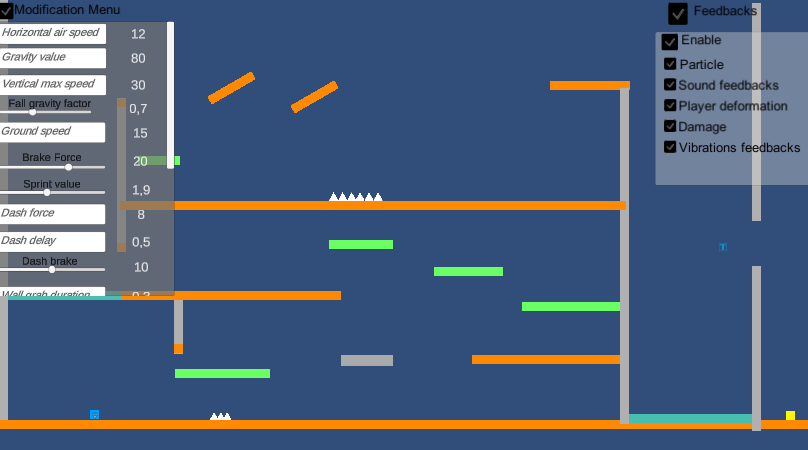 Modification Menu
Horizontal air speed 12
Gravity value 80
Vertical max speed 30
Fall gravity factor 0,7
Ground speed 15
Brake Force 20
Sprint value 1,9
Dash force 8
Dash delay 0,5
Dash brake 10
Wall grab duration 0,3
Feedbacks
Enable
Particle
Sound feedbacks
Player deformation
Damage
Vibrations feedbacks